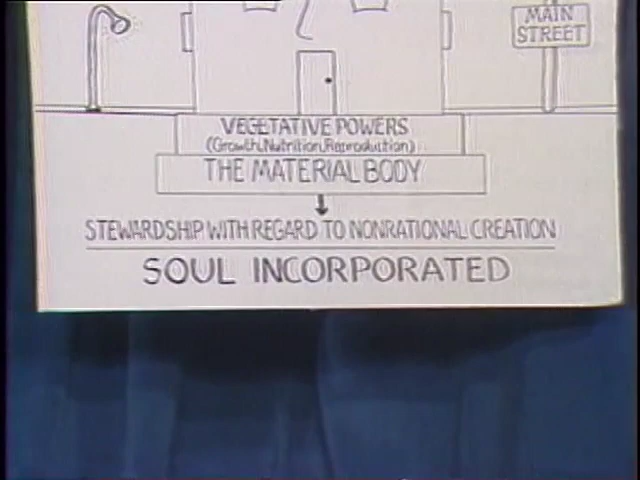 MAIN
STREET
VEGETATIVE POWERS
(Growth, Nutrition, Reproduction)
THE MATERIAL BODY
STEWARDSHIP WITH REGARD TO NONRATIONAL CREATION
SOUL INCORPORATED